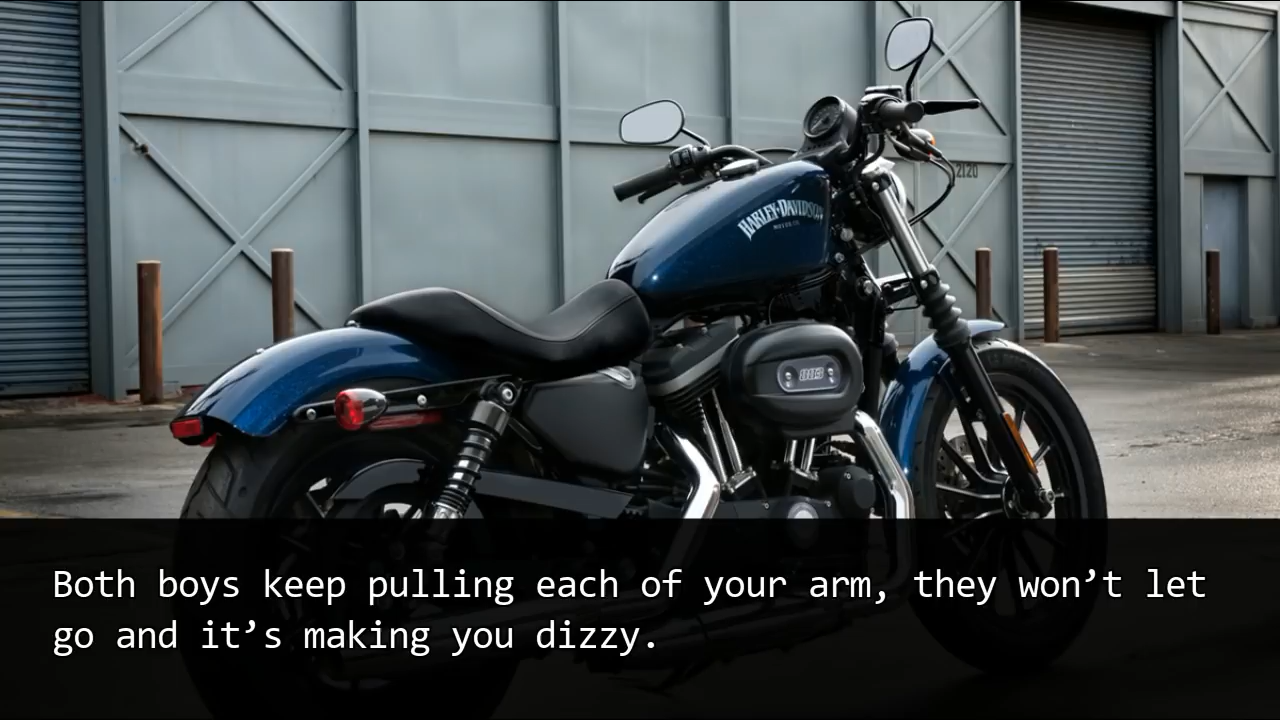 2120
HARLEY-DAVIDSON
883
Both boys keep pulling each of your arm, they won’t let
go and it’s making you dizzy.